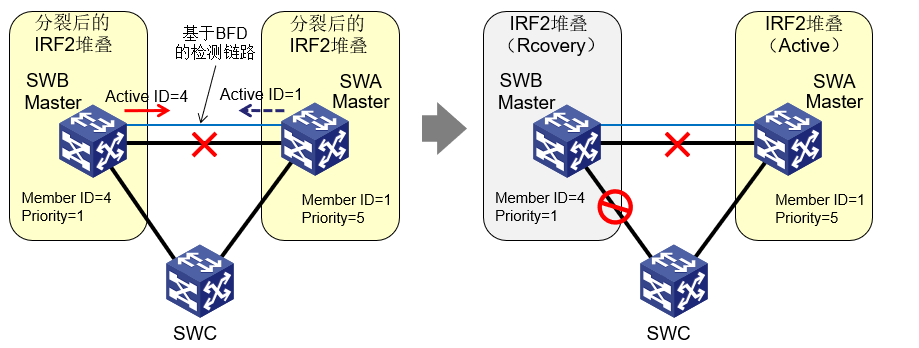 分裂后的
IRF2堆叠
基于BFD
的检测链路
分裂后的
IRF2堆叠
SWB
Master
Active ID=4
Active ID=1
SWA
Master
Member ID=4
Priority=1
Member ID=1
Priority=5
SWC
IRF2堆叠
（Rcovery）
IRF2堆叠
（Active）
SWB
Master
SWA
Master
Member ID=4
Priority=1
Member ID=1
Priority=5
SWC